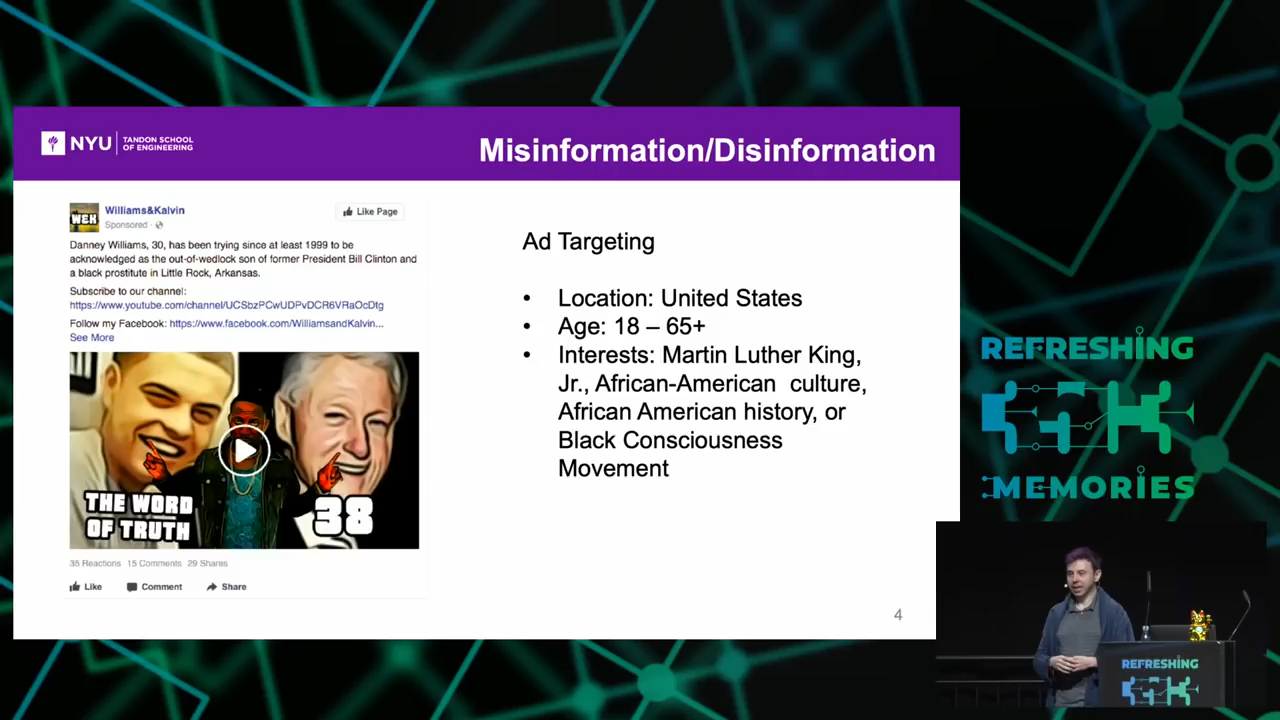 NYU
TANDON SCHOOL
OF ENGINEERING
Misinformation/Disinformation
WEK
Williams&Kalvin
Sponsored ·
Like Page
Danney Williams, 30, has been trying since at least 1999 to be
acknowledged as the out-of-wedlock son of former President Bill Clinton and
a black prostitute in Little Rock, Arkansas.
Subscribe to our channel:
https://www.youtube.com/channel/UCSbzPCwUDPvDCR6VRaOcDtg
Follow my Facebook: https://www.facebook.com/WilliamsandKalvin...
See More
THE WORD
OF TRUTH
38
35 Reactions 15 Comments 29 Shares
Like Comment Share
Ad Targeting
• Location: United States
• Age: 18 – 65+
• Interests: Martin Luther King,
Jr., African-American culture,
African American history, or
Black Consciousness
Movement
4
REFRESHING
MEMORIES
REFRESHING